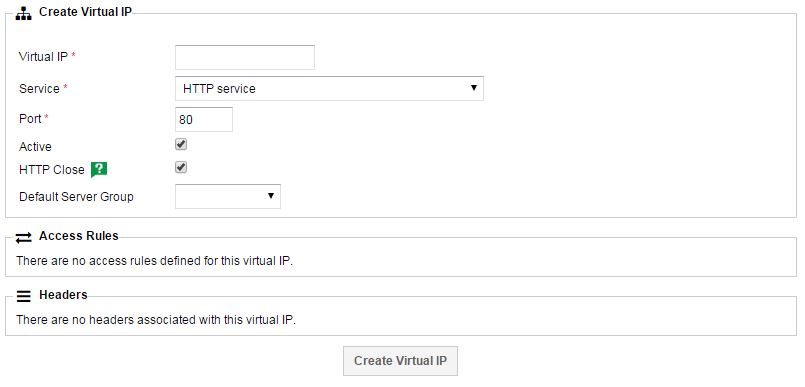 Create Virtual IP
Virtual IP *
Service * HTTP service
Port * 80
Active
HTTP Close ?
Default Server Group
Access Rules
There are no access rules defined for this virtual IP.
Headers
There are no headers associated with this virtual IP.
Create Virtual IP